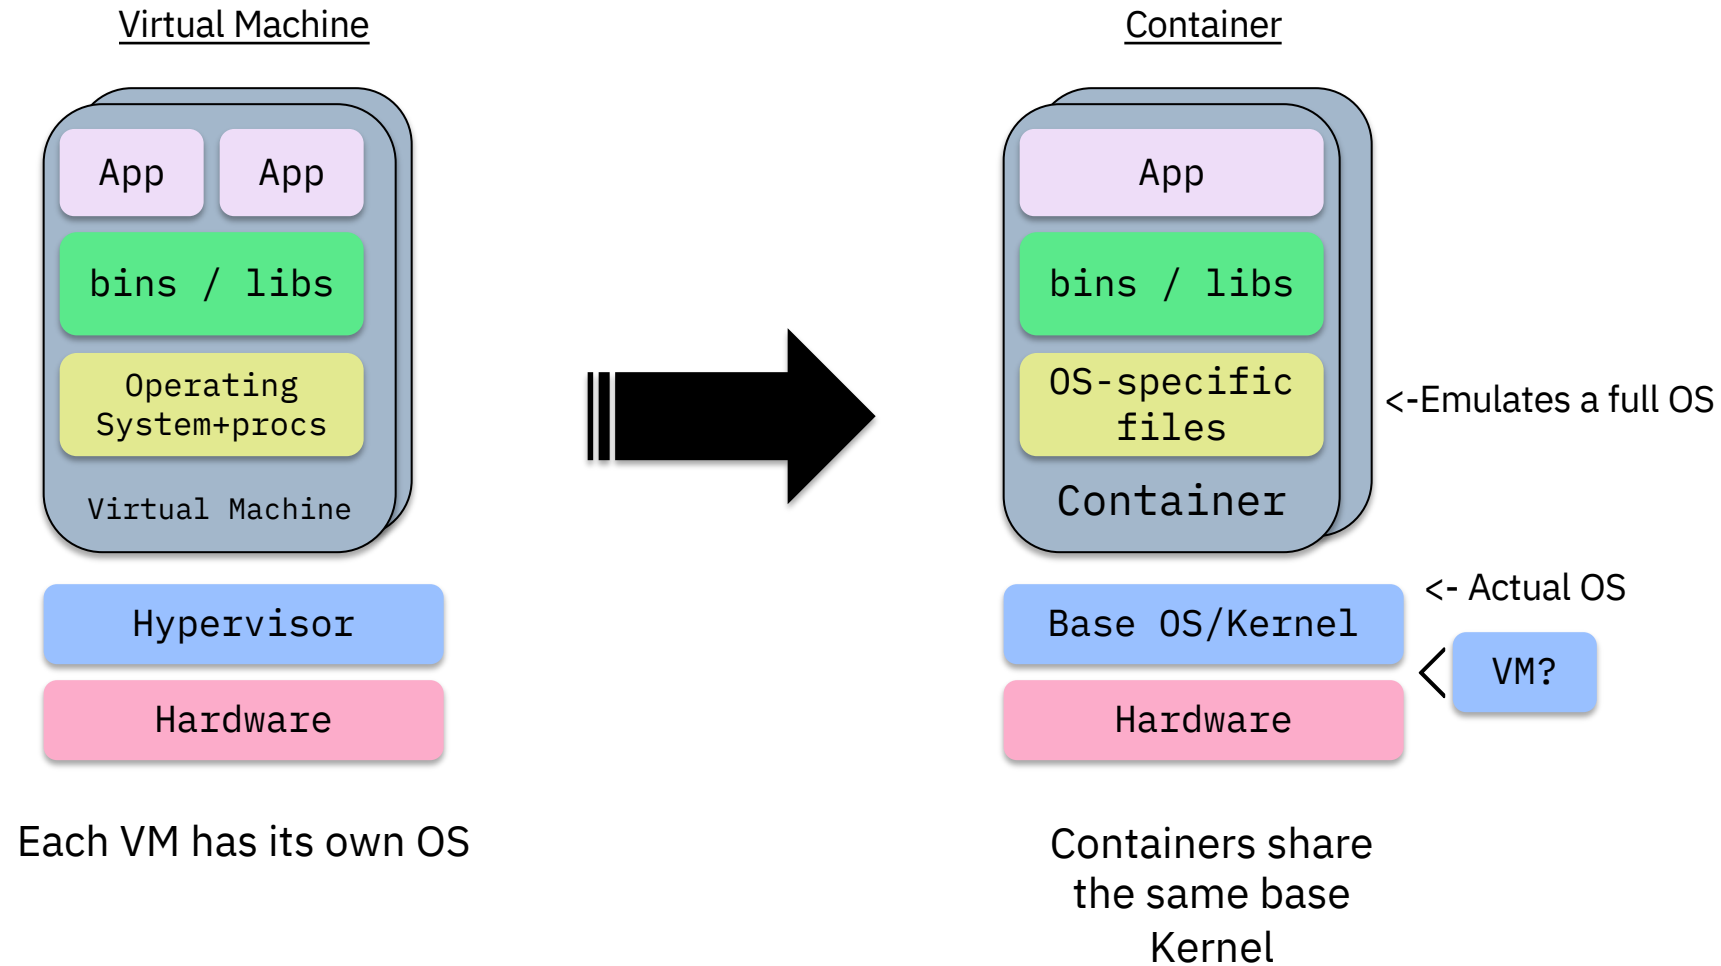 Virtual Machine
App
App
bins / libs
Operating
System+procs
Virtual Machine
Hypervisor
Hardware
Each VM has its own OS
Container
App
bins / libs
OS-specific
files
<-Emulates a full OS
Container
<- Actual OS
Base OS/Kernel
VM?
Hardware
Containers share
the same base
Kernel